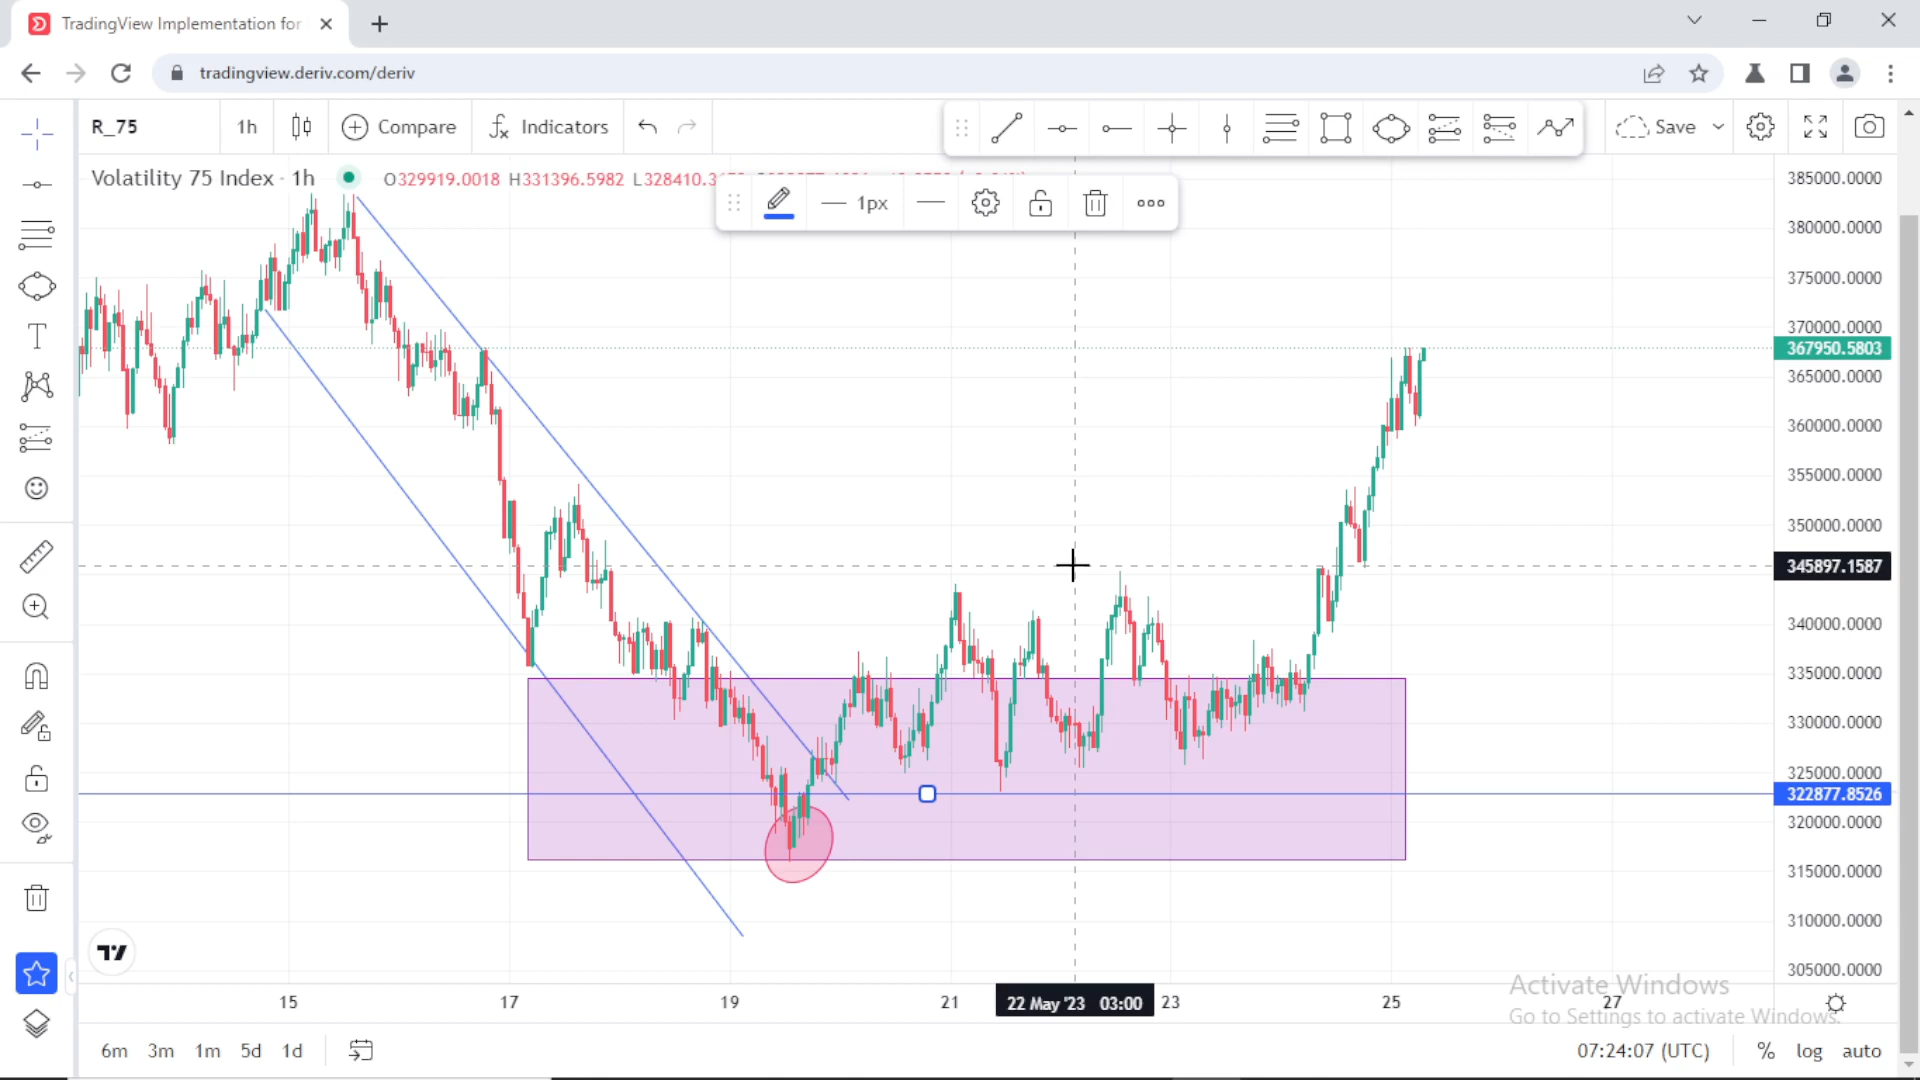 TradingView Implementation for
tradingview.deriv.com/deriv
R_75
1h
Compare
Indicators
Save
Volatility 75 Index · 1h
O329919.0018 H331396.5982 L328410.3
1px
385000.0000
380000.0000
375000.0000
370000.0000
367950.5803
365000.0000
360000.0000
355000.0000
350000.0000
345897.1587
340000.0000
335000.0000
330000.0000
325000.0000
322877.8526
320000.0000
315000.0000
310000.0000
305000.0000
15
17
19
21
22 May '23 03:00
23
25
27
Activate Windows
Go to Settings to activate Windows.
6m 3m 1m 5d 1d
07:24:07 (UTC)
% log auto